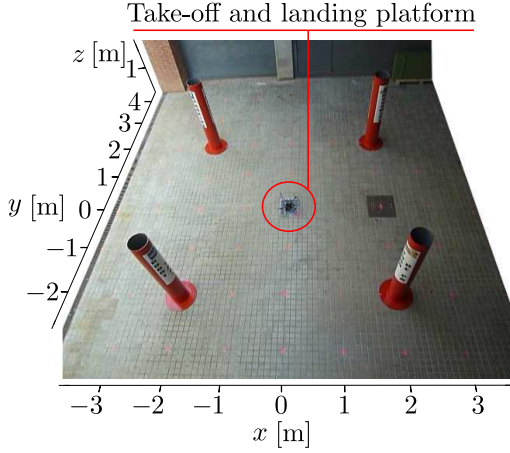 Take-off and landing platform
z [m]
1
4
3
2
1
y [m] 0
−1
−2
−3 −2 −1 0 1 2 3
x [m]